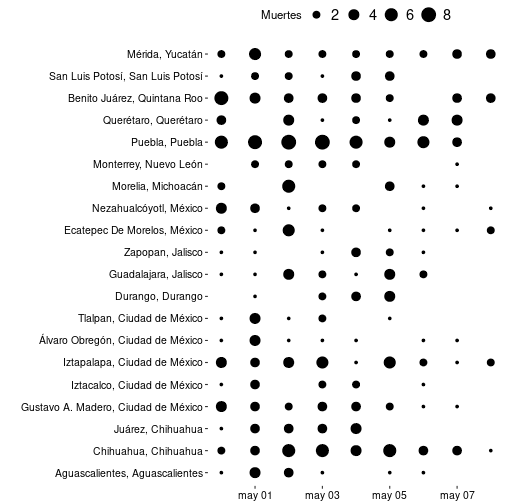 Muertes 2 4 6 8
Mérida, Yucatán
San Luis Potosí, San Luis Potosí
Benito Juárez, Quintana Roo
Querétaro, Querétaro
Puebla, Puebla
Monterrey, Nuevo León
Morelia, Michoacán
Nezahualcóyotl, México
Ecatepec De Morelos, México
Zapopan, Jalisco
Guadalajara, Jalisco
Durango, Durango
Tlalpan, Ciudad de México
Álvaro Obregón, Ciudad de México
Iztapalapa, Ciudad de México
Iztacalco, Ciudad de México
Gustavo A. Madero, Ciudad de México
Juárez, Chihuahua
Chihuahua, Chihuahua
Aguascalientes, Aguascalientes
may 01 may 03 may 05 may 07